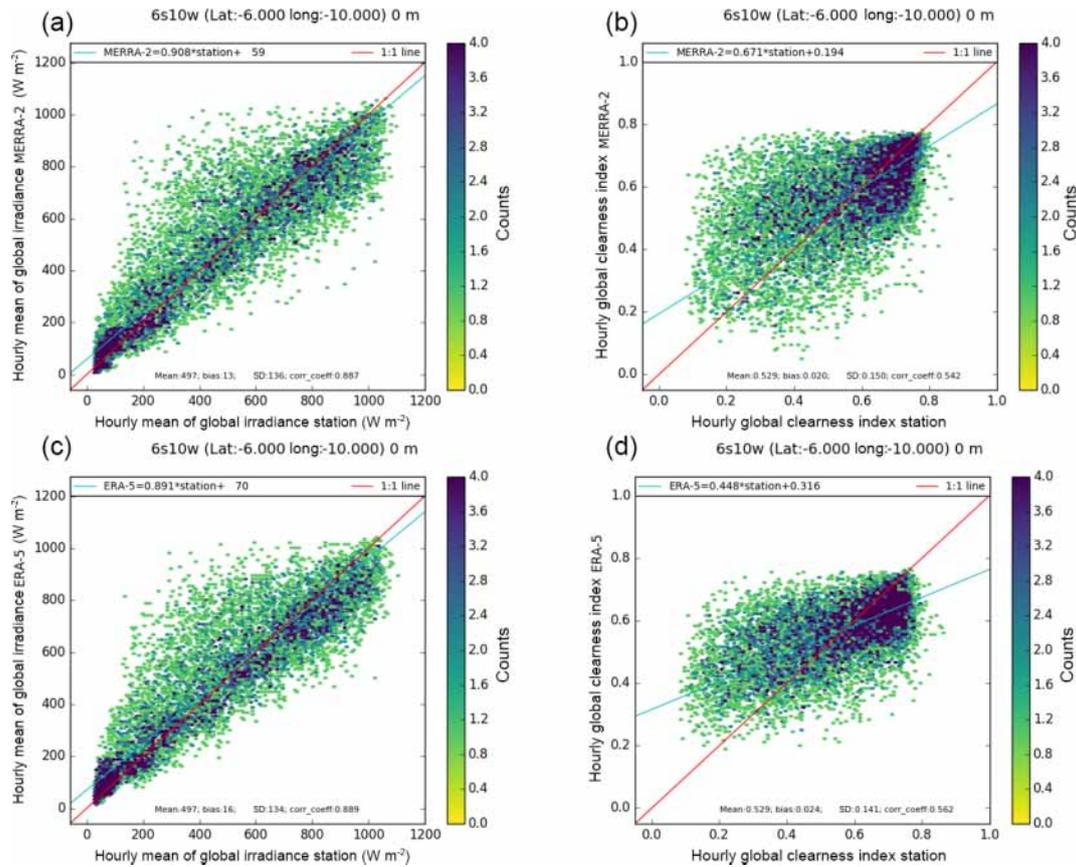 (a)
6s10w (Lat:-6.000 long:-10.000) 0 m
MERRA-2=0.908*station+ 59
1:1 line
Hourly mean of global irradiance MERRA-2 (W m-2)
1200
1000
800
600
400
200
0
0 200 400 600 800 1000 1200
Mean:497; bias:13; SD:136; corr_coeff:0.887
Hourly mean of global irradiance station (W m-2)
4.0
3.6
3.2
2.8
2.4
2.0
1.6
1.2
0.8
0.4
0.0
Counts
(b)
6s10w (Lat:-6.000 long:-10.000) 0 m
MERRA-2=0.671*station+0.194
1:1 line
Hourly global clearness index MERRA-2
1.0
0.8
0.6
0.4
0.2
0.0
0.0 0.2 0.4 0.6 0.8 1.0
Mean:0.529; bias:0.020; SD:0.150; corr_coeff:0.542
Hourly global clearness index station
4.0
3.6
3.2
2.8
2.4
2.0
1.6
1.2
0.8
0.4
0.0
Counts
(c)
6s10w (Lat:-6.000 long:-10.000) 0 m
ERA-5=0.891*station+ 70
1:1 line
Hourly mean of global irradiance ERA-5 (W m-2)
1200
1000
800
600
400
200
0
0 200 400 600 800 1000 1200
Mean:497; bias:16; SD:134; corr_coeff:0.889
Hourly mean of global irradiance station (W m-2)
4.0
3.6
3.2
2.8
2.4
2.0
1.6
1.2
0.8
0.4
0.0
Counts
(d)
6s10w (Lat:-6.000 long:-10.000) 0 m
ERA-5=0.448*station+0.316
1:1 line
Hourly global clearness index ERA-5
1.0
0.8
0.6
0.4
0.2
0.0
0.0 0.2 0.4 0.6 0.8 1.0
Mean:0.529; bias:0.024; SD:0.141; corr_coeff:0.562
Hourly global clearness index station
4.0
3.6
3.2
2.8
2.4
2.0
1.6
1.2
0.8
0.4
0.0
Counts